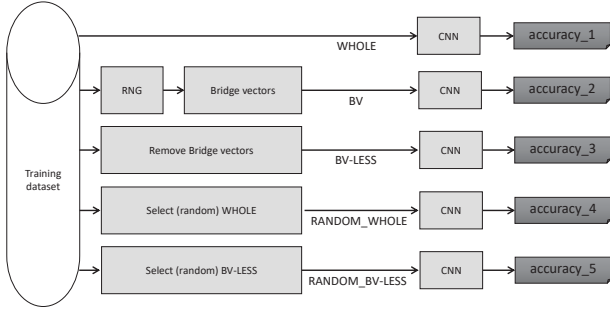 WHOLE
CNN
accuracy_1
RNG
Bridge vectors
BV
CNN
accuracy_2
Remove Bridge vectors
BV-LESS
CNN
accuracy_3
Training
dataset
Select (random) WHOLE
RANDOM_WHOLE
CNN
accuracy_4
Select (random) BV-LESS
RANDOM_BV-LESS
CNN
accuracy_5